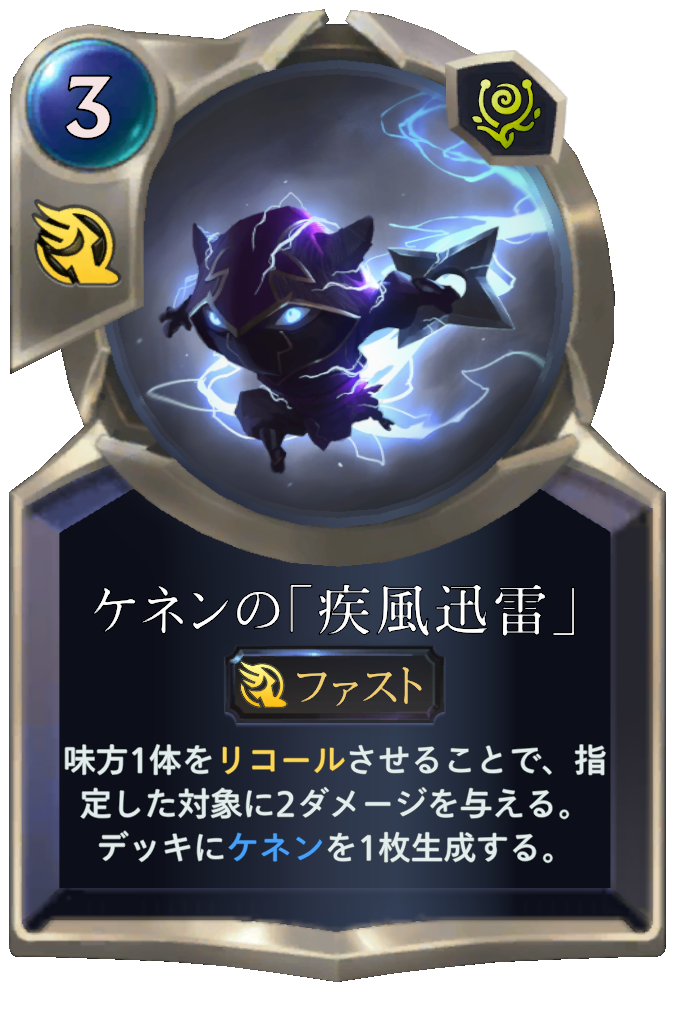 3
ケネンの「疾風迅雷」
ファスト
味方1体をリコールさせることで、指
定した対象に2ダメージを与える。
デッキにケネンを1枚生成する。